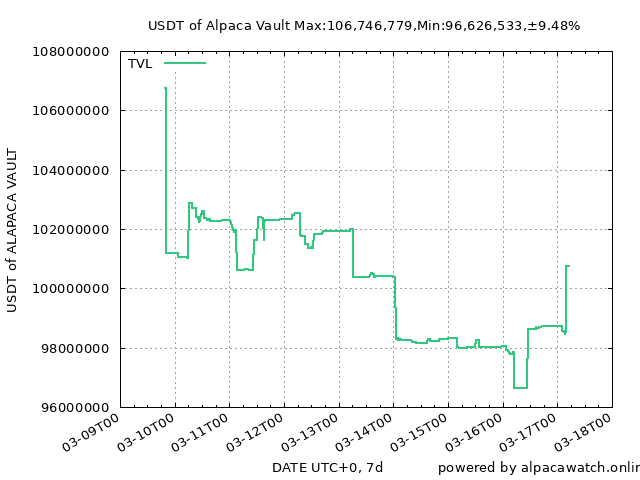 USDT of Alpaca Vault Max:106,746,779,Min:96,626,533,±9.48%
TVL
108000000
106000000
104000000
102000000
100000000
98000000
96000000
USDT of ALAPACA VAULT
03-09T00
03-10T00
03-11T00
03-12T00
03-13T00
03-14T00
03-15T00
03-16T00
03-17T00
03-18T00
DATE UTC+0, 7d
powered by alpacawatch.onlin